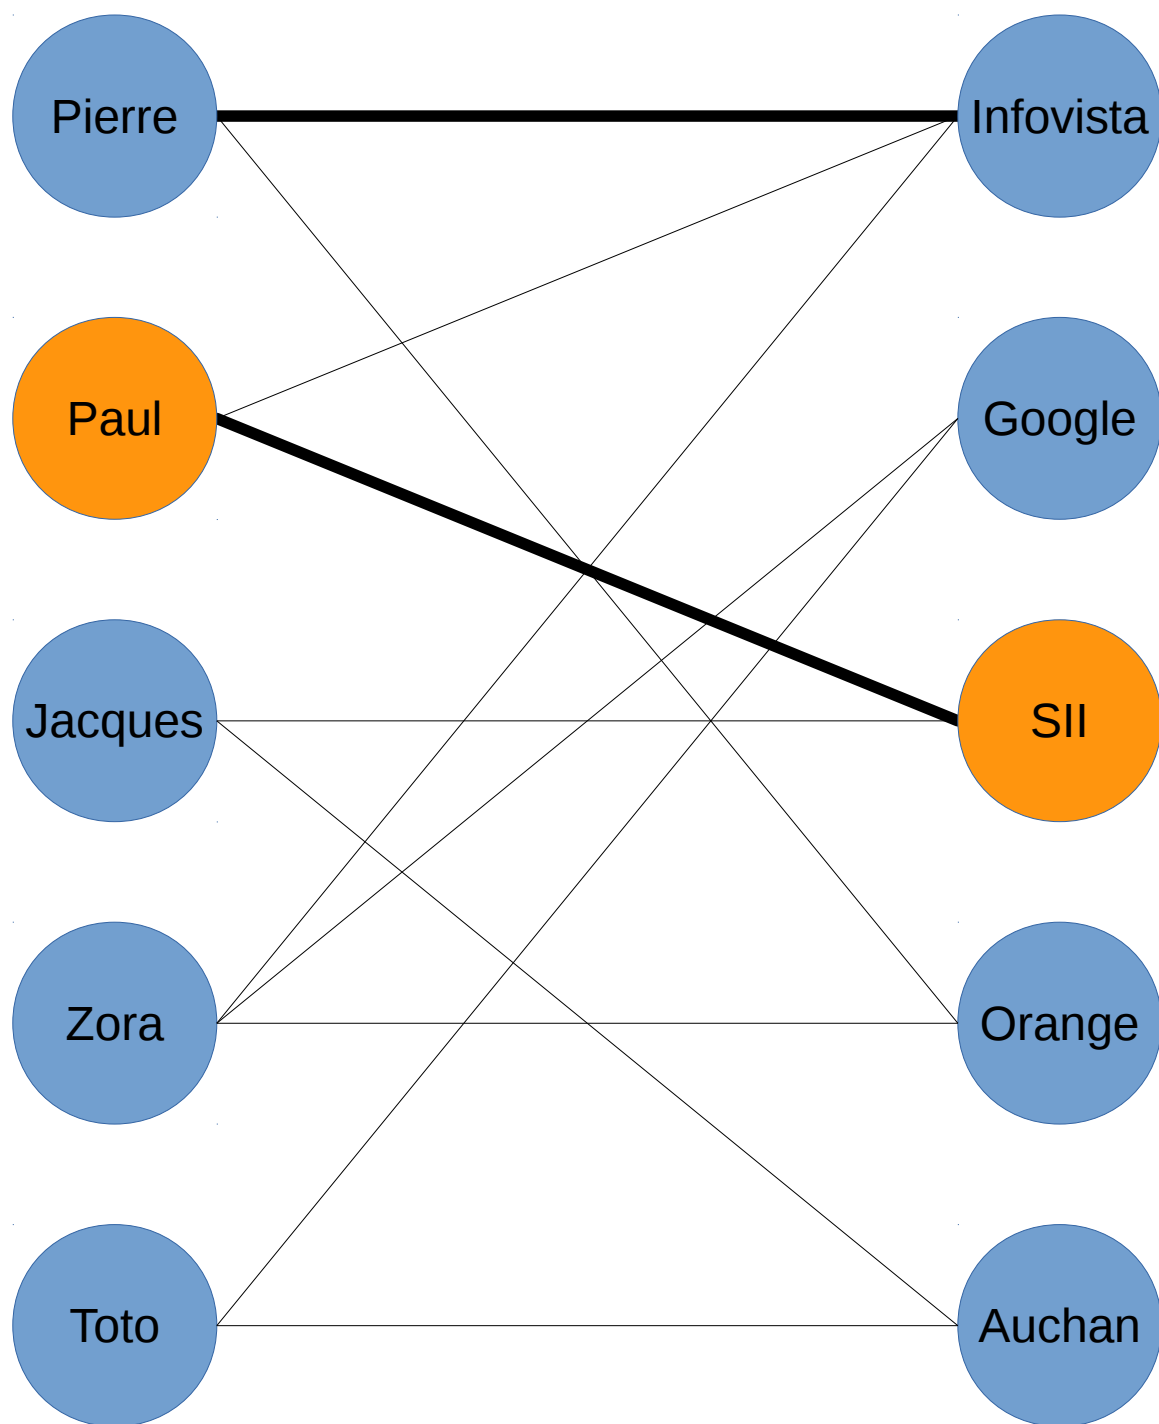 Pierre
Infovista
Paul
Google
Jacques
SII
Zora
Orange
Toto
Auchan